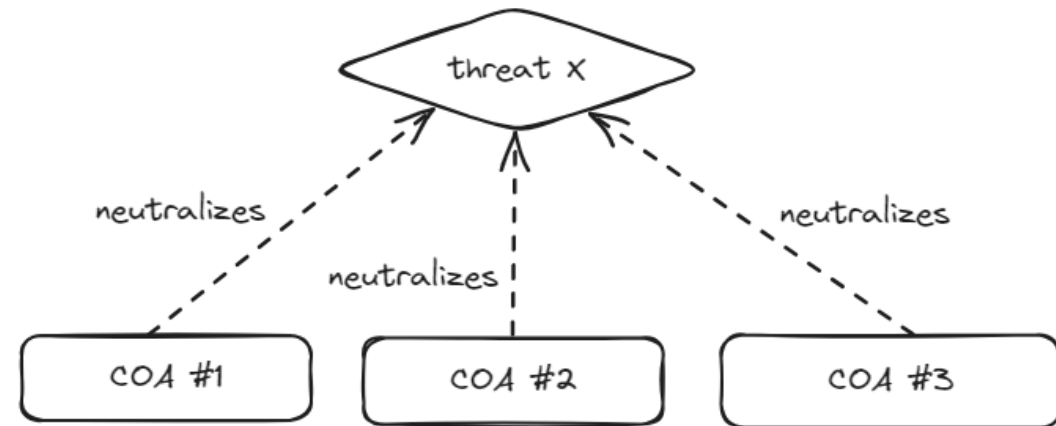 threat X
neutralizes
neutralizes
neutralizes
COA #1
COA #2
COA #3